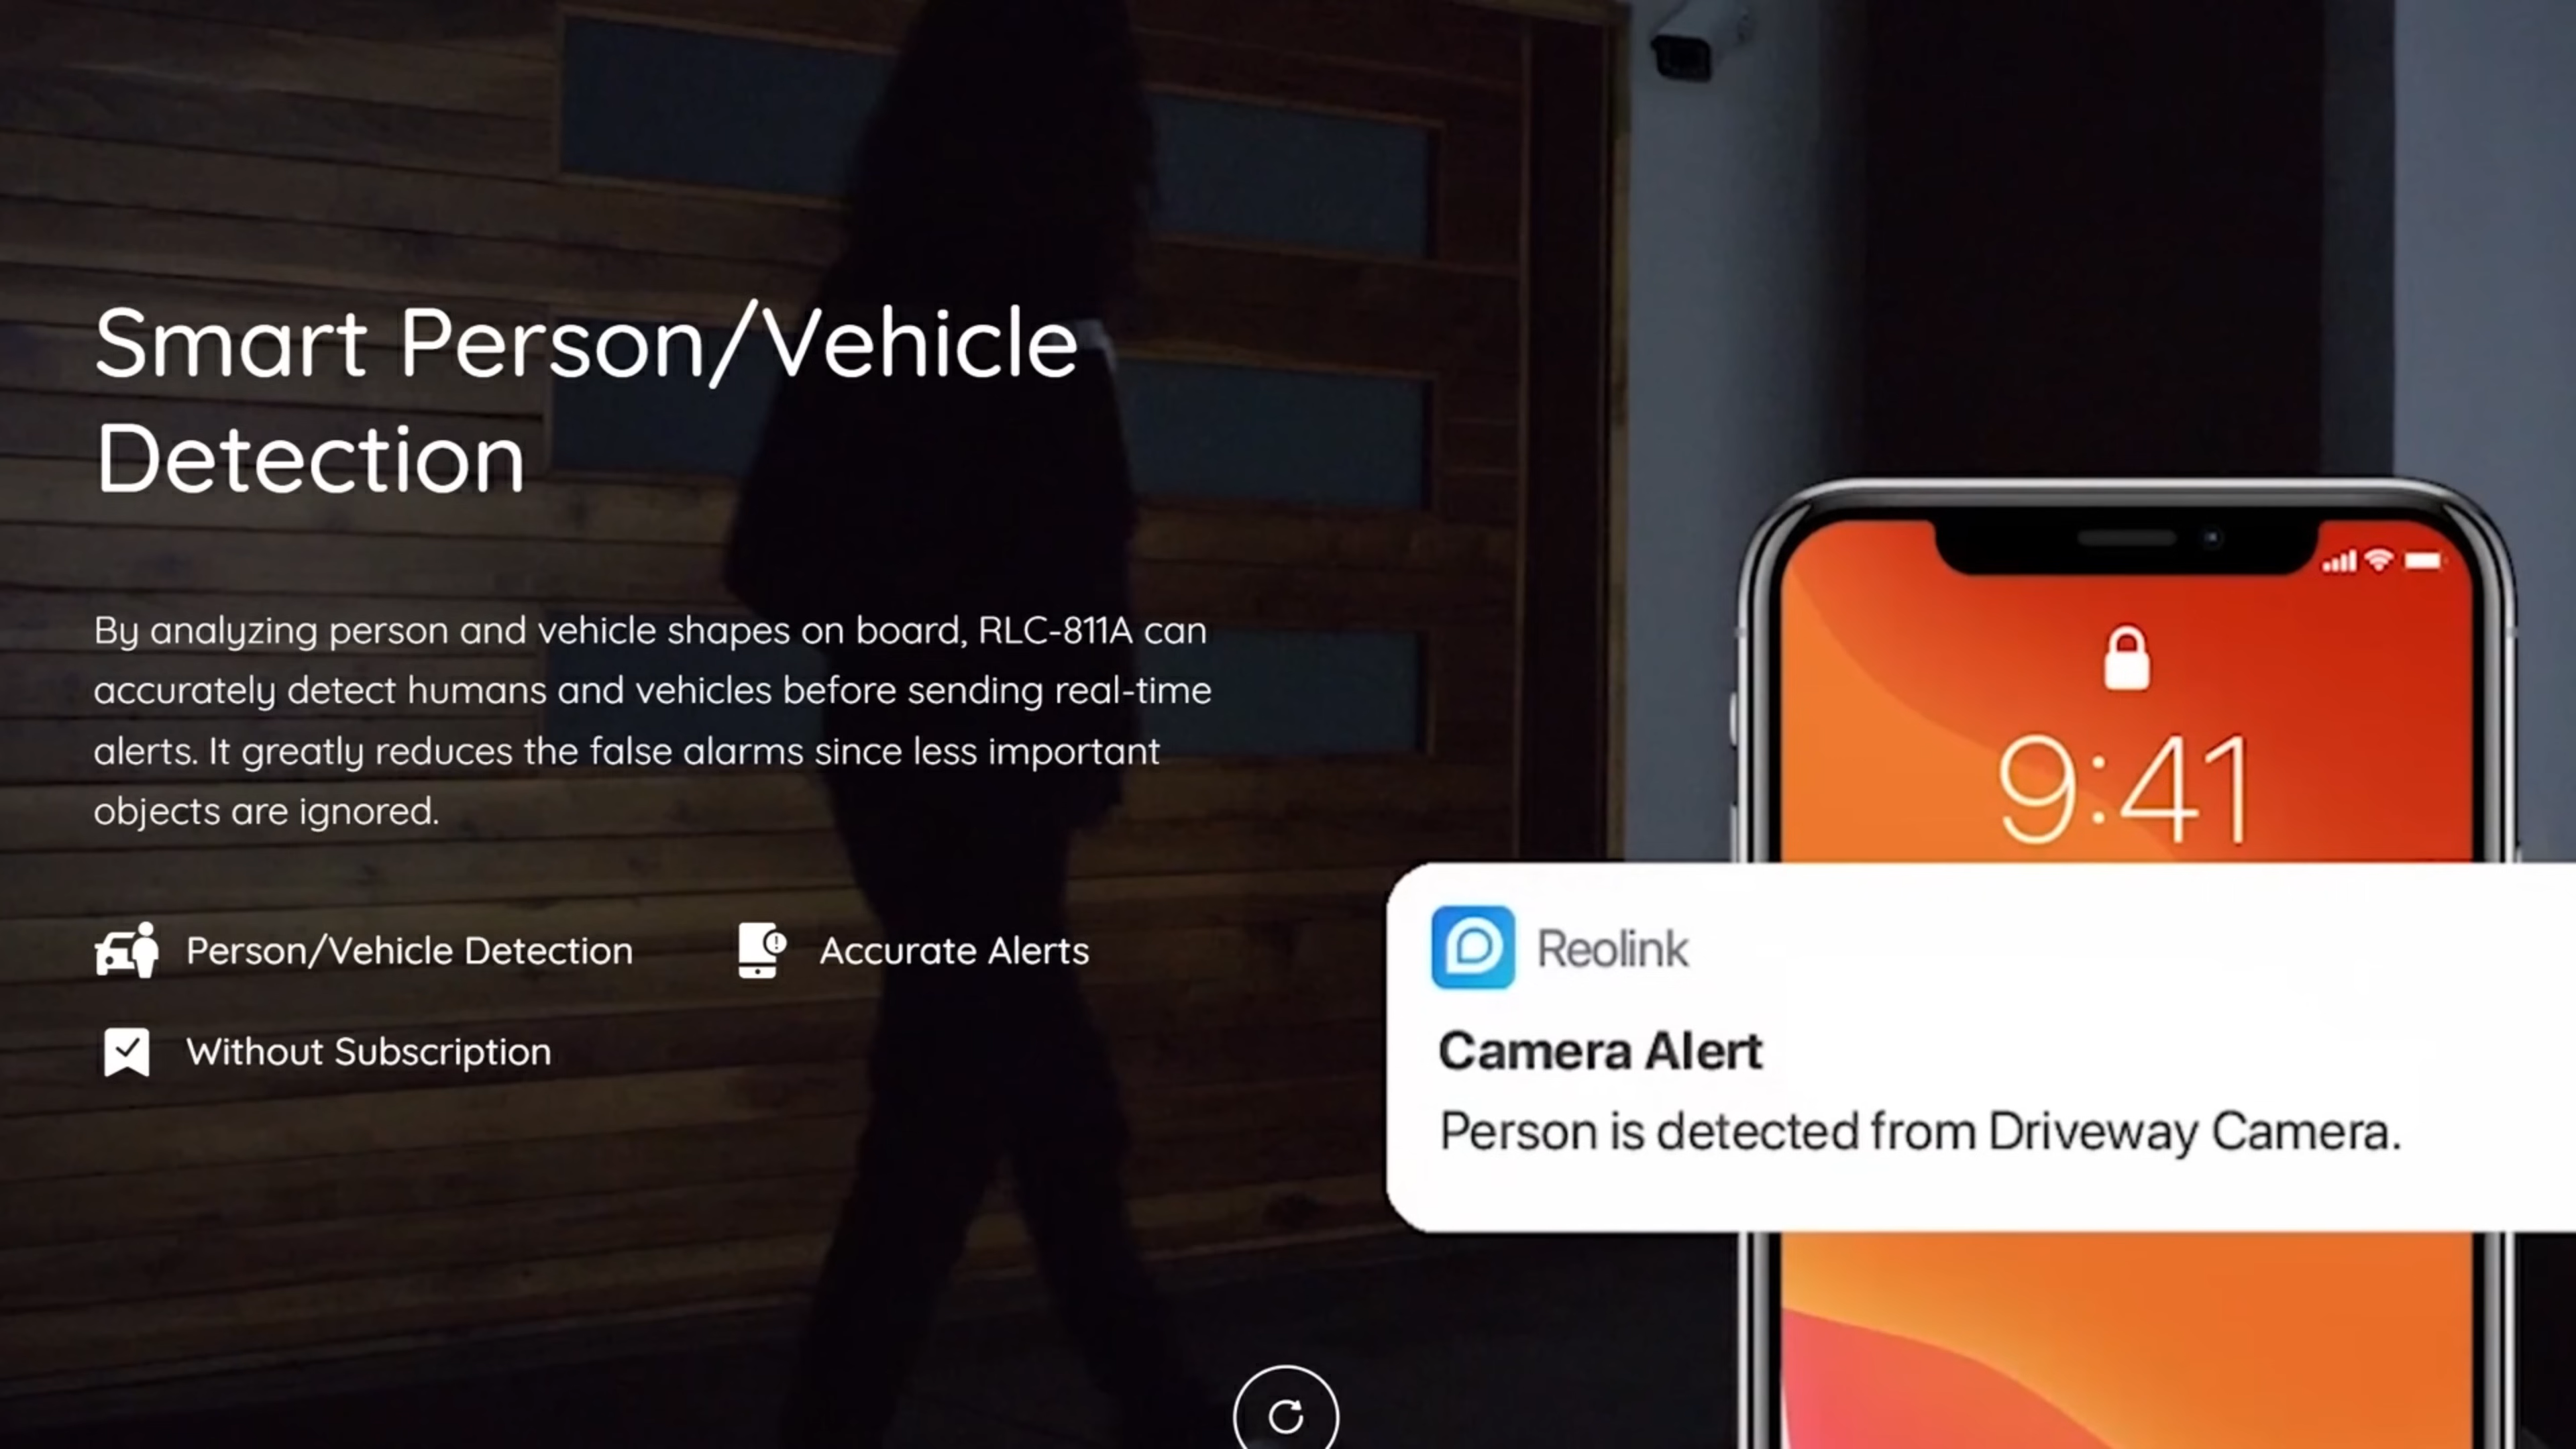 Smart Person/Vehicle
Detection
By analyzing person and vehicle shapes on board, RLC-811A can
accurately detect humans and vehicles before sending real-time
alerts. It greatly reduces the false alarms since less important
objects are ignored.
Person/Vehicle Detection
Accurate Alerts
Without Subscription
9:41
Reolink
Camera Alert
Person is detected from Driveway Camera.